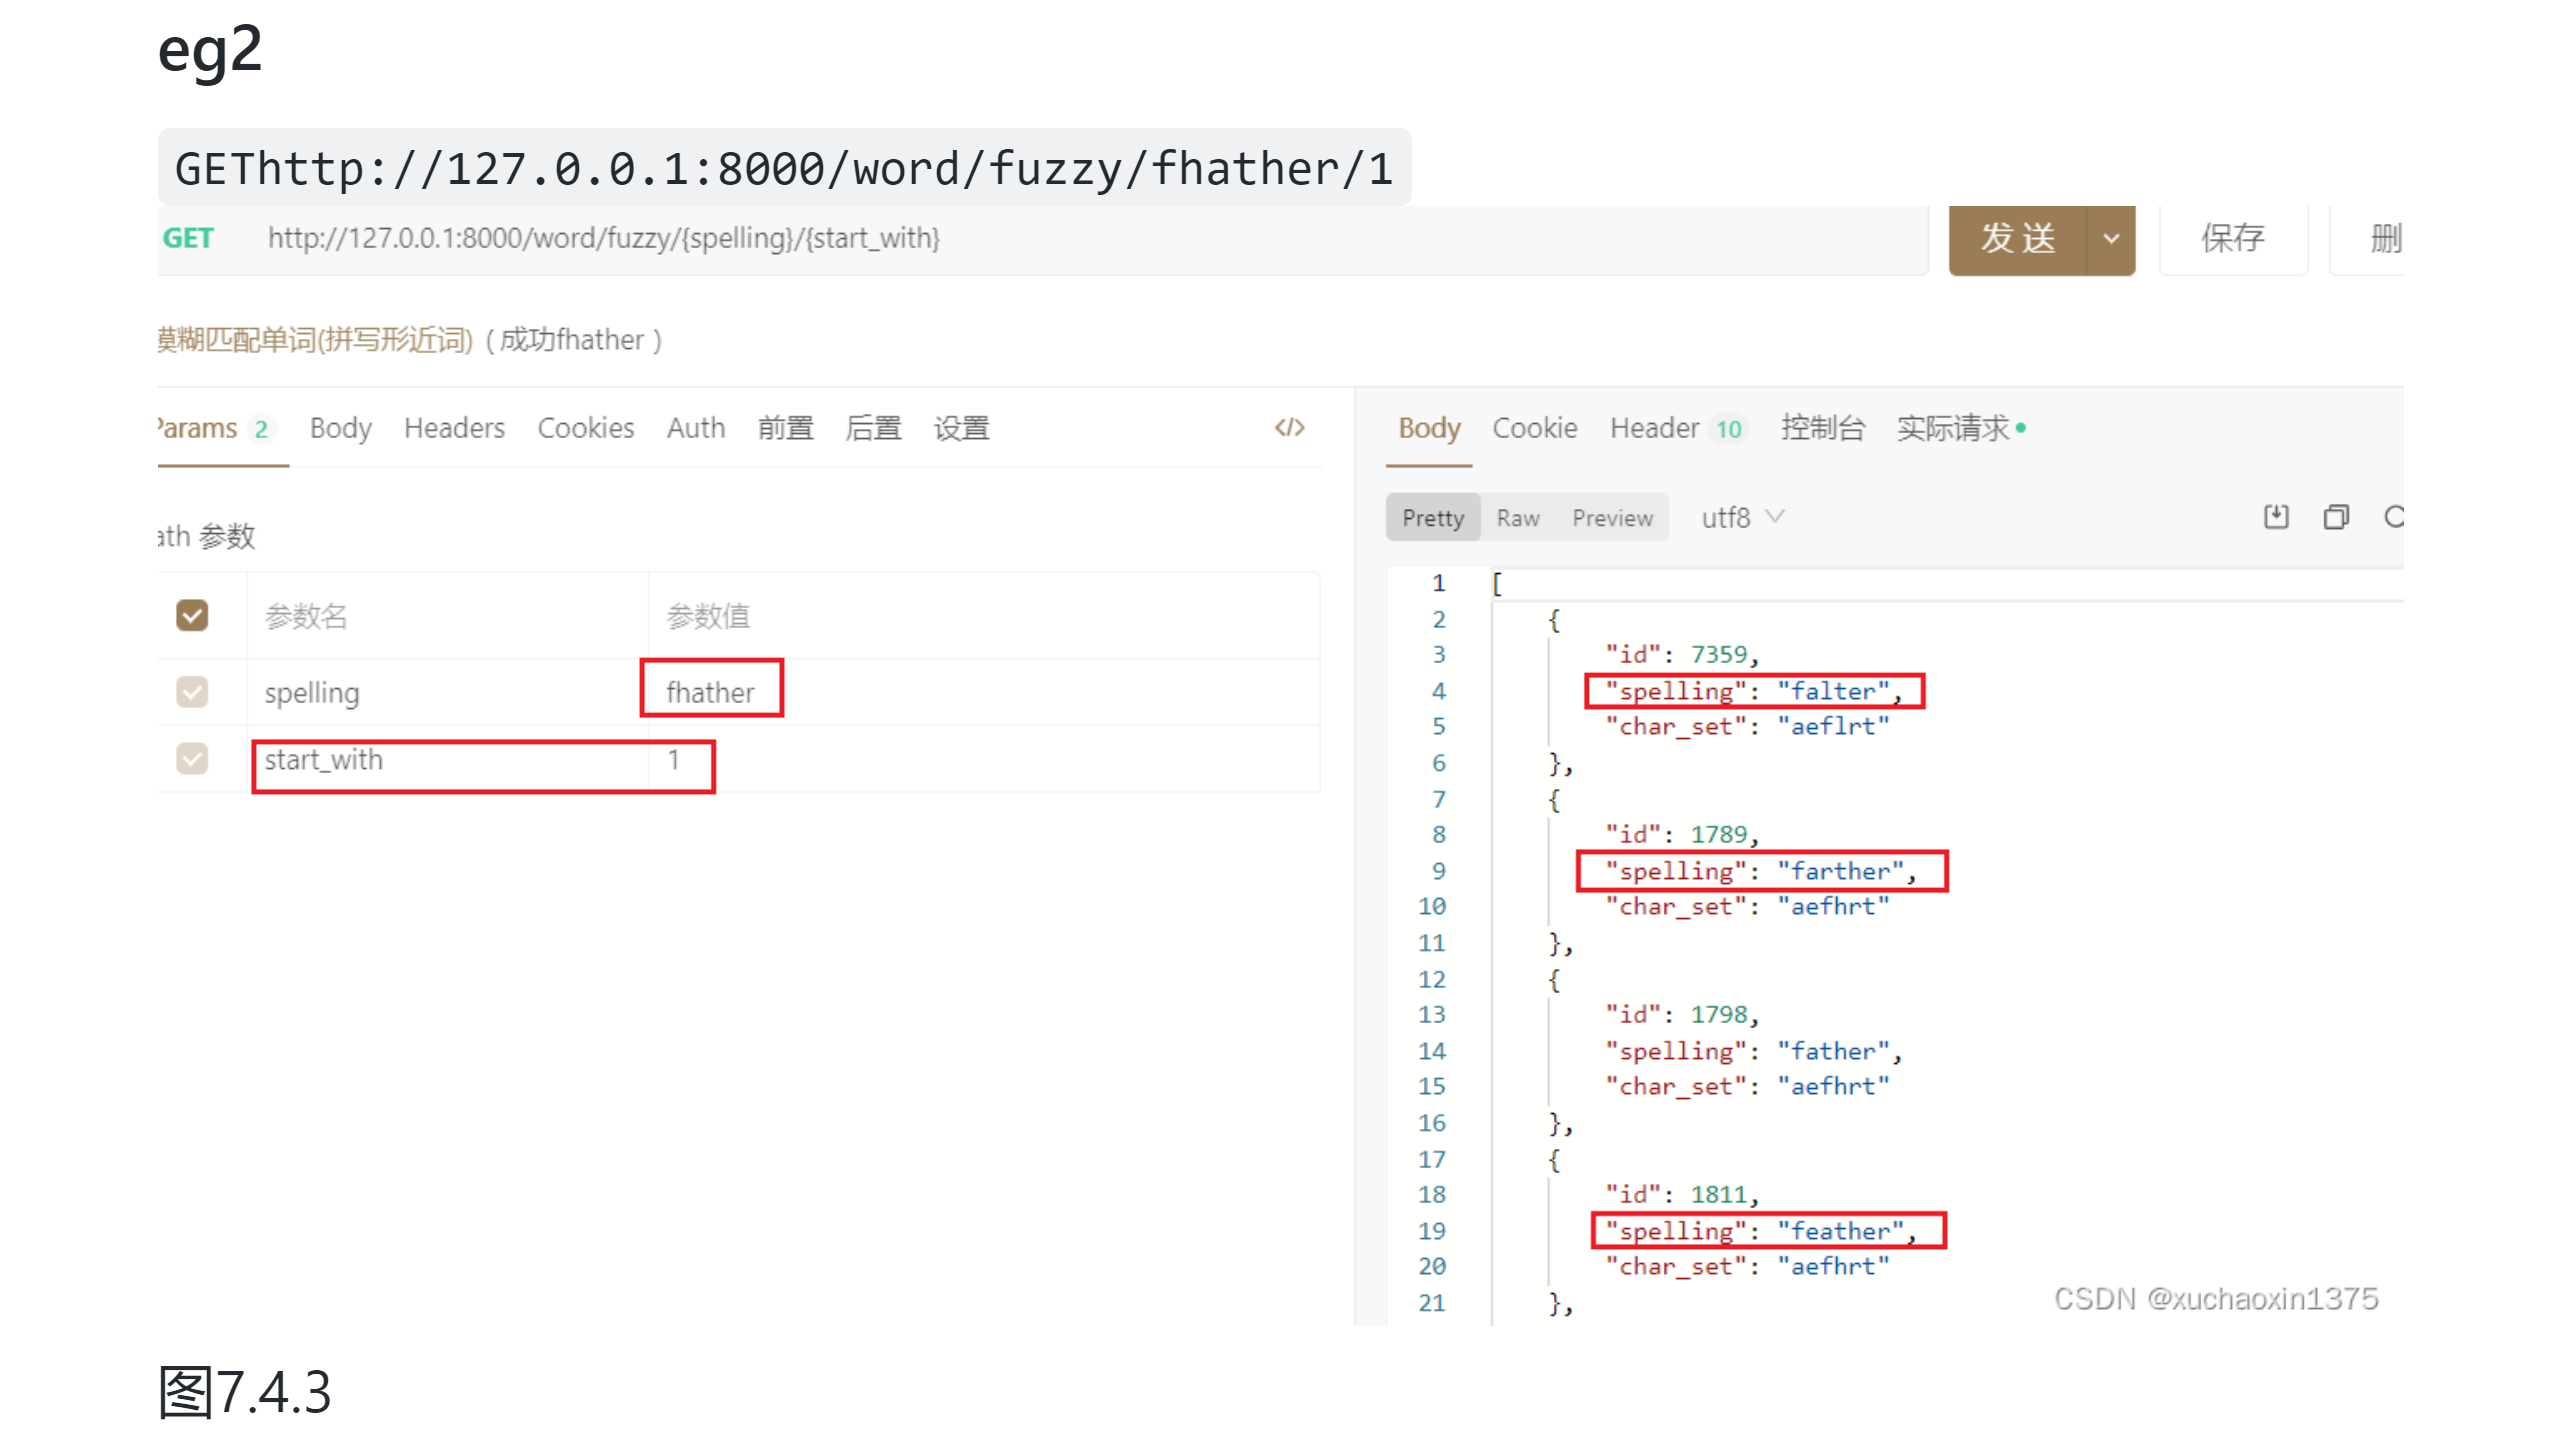 eg2
GEThttp://127.0.0.1:8000/word/fuzzy/fhather/1
GET http://127.0.0.1:8000/word/fuzzy/{spelling}/{start_with} 发 送 保存 删
模糊匹配单词(拼写形近词) ( 成功fhather )
Params 2 Body Headers Cookies Auth 前置 后置 设置 </>
ath 参数
参数名 参数值
spelling fhather
start_with 1
Body Cookie Header 10 控制台 实际请求
Pretty Raw Preview utf8
1 [
2 {
3 "id": 7359,
4 "spelling": "falter",
5 "char_set": "aeflrt"
6 },
7 {
8 "id": 1789,
9 "spelling": "farther",
10 "char_set": "aefhrt"
11 },
12 {
13 "id": 1798,
14 "spelling": "father",
15 "char_set": "aefhrt"
16 },
17 {
18 "id": 1811,
19 "spelling": "feather",
20 "char_set": "aefhrt"
21 },
CSDN @xuchaoxin1375
图7.4.3